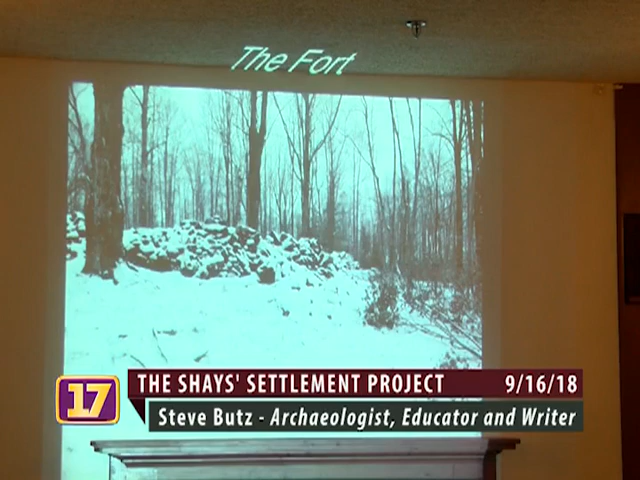 The Fort
17
THE SHAYS' SETTLEMENT PROJECT 9/16/18
Steve Butz - Archaeologist, Educator and Writer